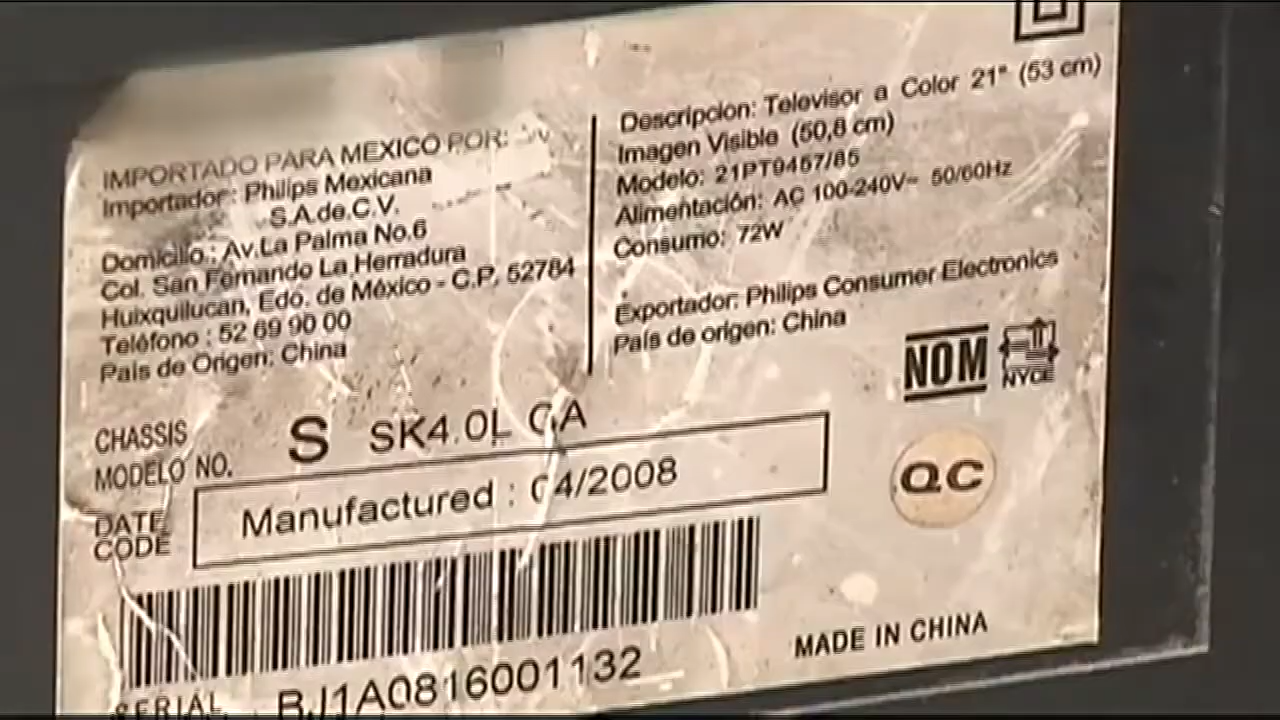 IMPORTADO PARA MEXICO POR:
Importador: Philips Mexicana
S.A.de.C.V.
Domicilio.: Av.La Palma No.6
Col. San Fernando La Herradura
Huixquilucan, Edo. de México - C.P. 52784
Teléfono : 52 69 90 00
País de Origen: China
Descripcion: Televisor a Color 21" (53 cm)
Imagen Visible (50,8 cm)
Modelo: 21PT9457/85
Alimentación: AC 100-240V~ 50/60Hz
Consumo: 72W
Exportador: Philips Consumer Electronics
País de origen: China
NOM
NYCE
CHASSIS
MODELO NO.
S SK4.0L CA
DATE
CODE
Manufactured : 04/2008
QC
MADE IN CHINA
SERIAL BJ1A0816001132